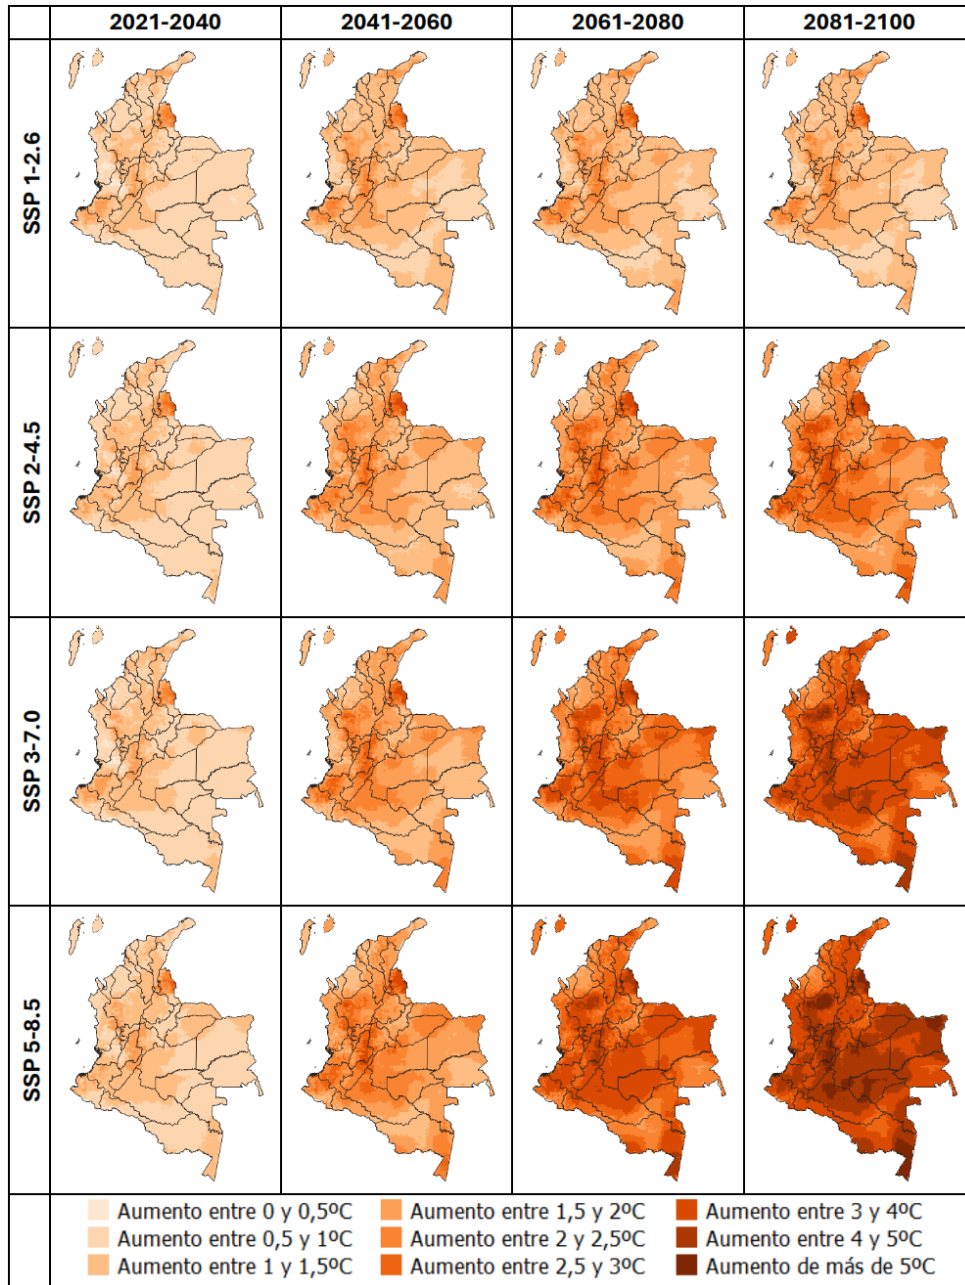 2021-2040 2041-2060 2061-2080 2081-2100
SSP 1-2.6
SSP 2-4.5
SSP 3-7.0
SSP 5-8.5
Aumento entre 0 y 0,5ºC Aumento entre 1,5 y 2ºC Aumento entre 3 y 4ºC
Aumento entre 0,5 y 1ºC Aumento entre 2 y 2,5ºC Aumento entre 4 y 5ºC
Aumento entre 1 y 1,5ºC Aumento entre 2,5 y 3ºC Aumento de más de 5ºC